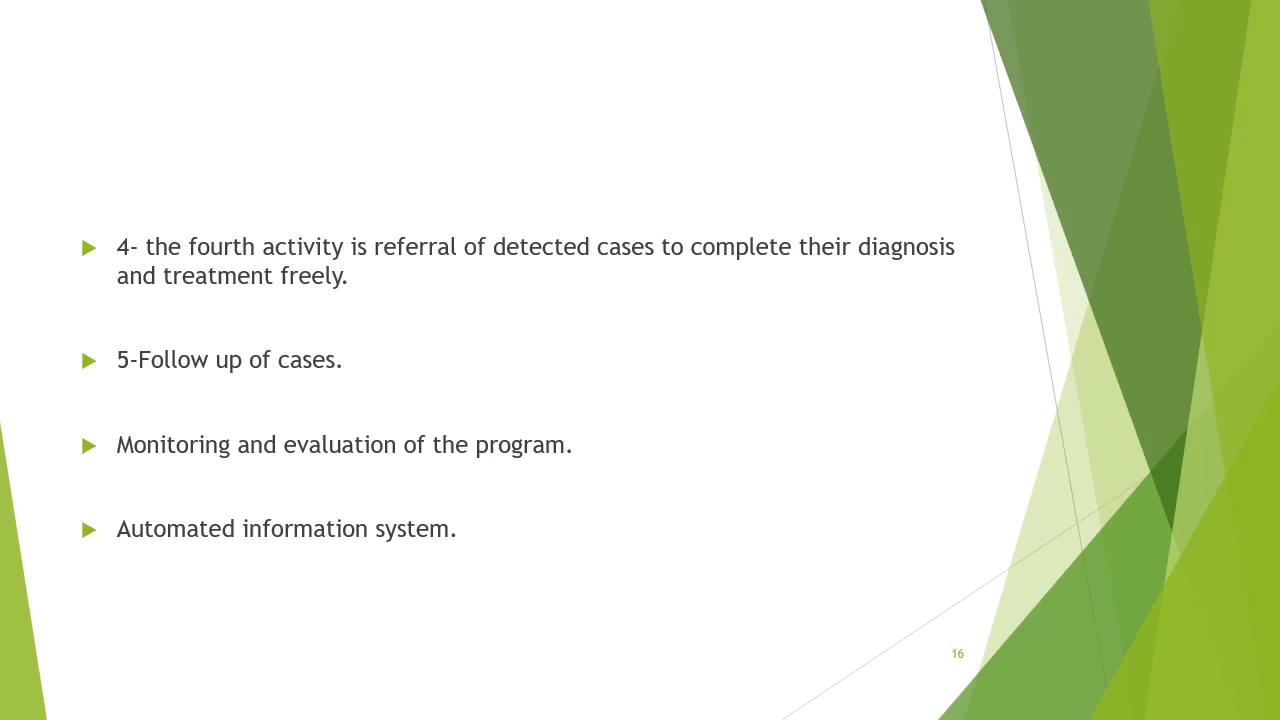 4- the fourth activity is referral of detected cases to complete their diagnosis
and treatment freely.
5-Follow up of cases.
Monitoring and evaluation of the program.
Automated information system.
16